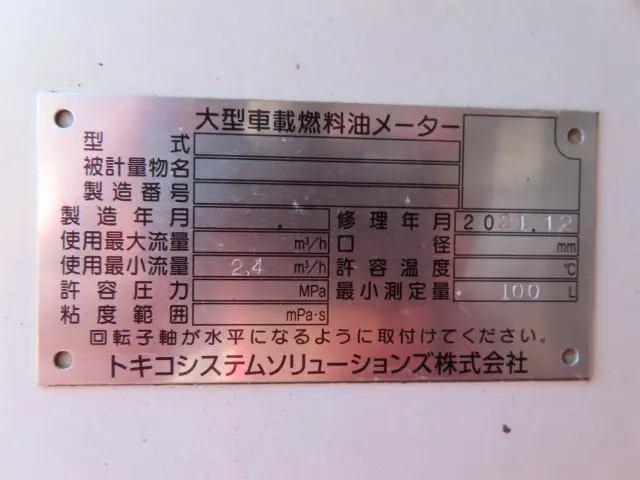 大型車載燃料油メーター
型式
被計量物名
製造番号
製造年月 修理年月 2021.12
使用最大流量 m³/h 口径 mm
使用最小流量 2.4 m³/h 許容温度 ℃
許容圧力 MPa 最小測定量 100 L
粘度範囲 mPa·s
回転子軸が水平になるように取付けてください。
トキコシステムソリューションズ株式会社